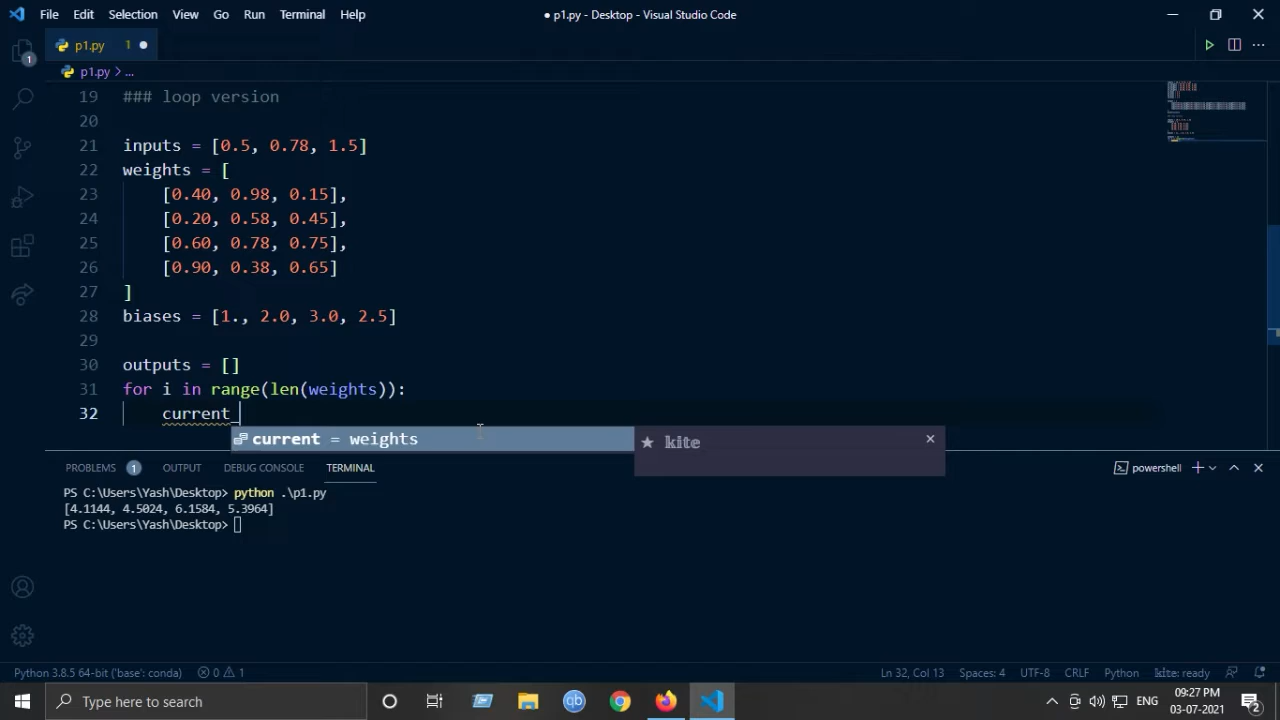 File Edit Selection View Go Run Terminal Help
● p1.py - Desktop - Visual Studio Code
p1.py 1
p1.py > ...
1
19 ### loop version
20
21 inputs = [0.5, 0.78, 1.5]
22 weights = [
23 [0.40, 0.98, 0.15],
24 [0.20, 0.58, 0.45],
25 [0.60, 0.78, 0.75],
26 [0.90, 0.38, 0.65]
27 ]
28 biases = [1., 2.0, 3.0, 2.5]
29
30 outputs = []
31 for i in range(len(weights)):
32 current_
current = weights
kite
PROBLEMS 1 OUTPUT DEBUG CONSOLE TERMINAL
powershell
PS C:\Users\Yash\Desktop> python .\p1.py
[4.1144, 4.5024, 6.1584, 5.3964]
PS C:\Users\Yash\Desktop>
Python 3.8.5 64-bit ('base': conda) 0 1
Ln 32, Col 13 Spaces: 4 UTF-8 CRLF Python kite: ready
Type here to search
qb
ENG
09:27 PM
03-07-2021
2